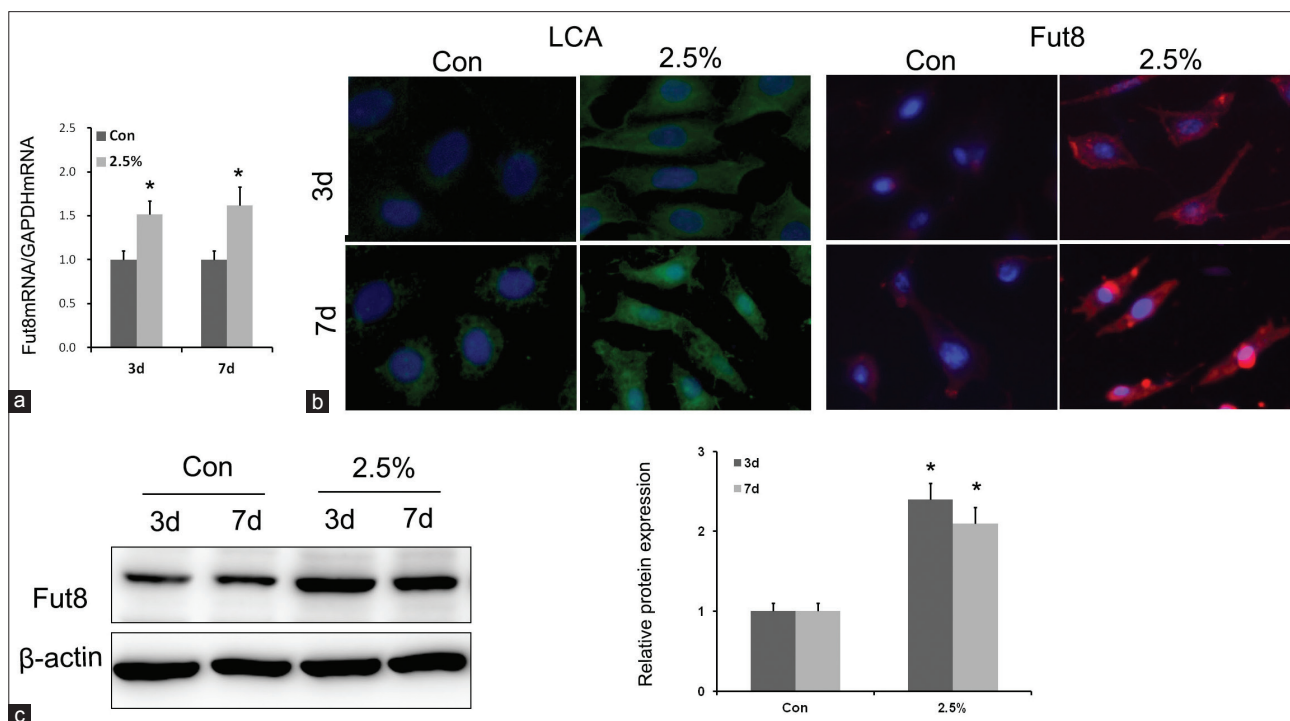 LCA
Fut8
Con
2.5%
Con
2.5%
3d
7d
b
Fut8mRNA/GAPDHmRNA
2.5
2.0
1.5
1.0
0.5
0.0
Con
2.5%
*
*
3d
7d
a
Con
2.5%
3d
7d
3d
7d
Fut8
β-actin
c
Relative protein expression
3
2
1
0
3d
7d
*
*
Con
2.5%